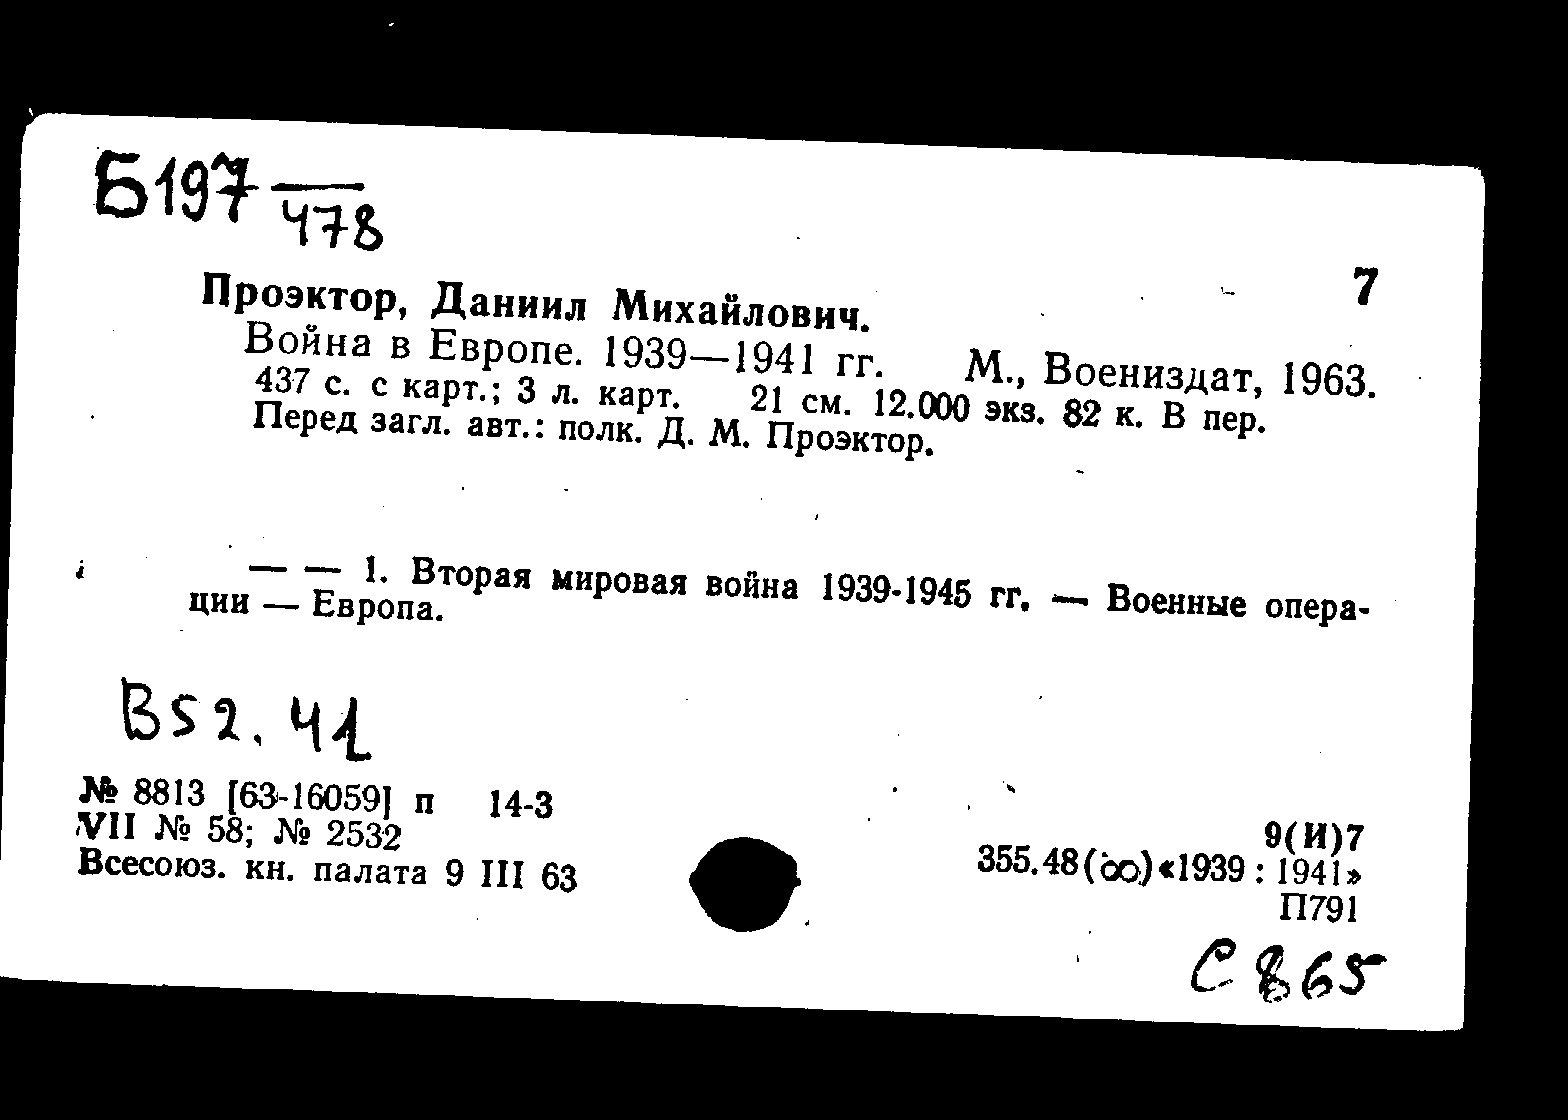 Б197
478
7
Проэктор, Даниил Михайлович.
Война в Европе. 1939—1941 гг. М., Воениздат, 1963.
437 с. с карт.; 3 л. карт. 21 см. 12.000 экз. 82 к. В пер.
Перед загл. авт.: полк. Д. М. Проэктор.
— — 1. Вторая мировая война 1939-1945 гг. — Военные опера-
ции — Европа.
В52.41
№ 8813 [63-16059] п 14-3
VII № 58; № 2532
Всесоюз. кн. палата 9 III 63
9(И)7
355.48(∞)«1939 : 1941»
П791
С865